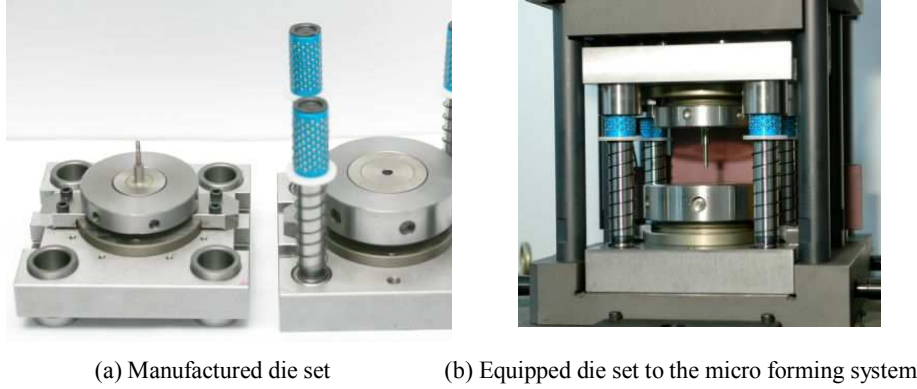 (a) Manufactured die set
(b) Equipped die set to the micro forming system